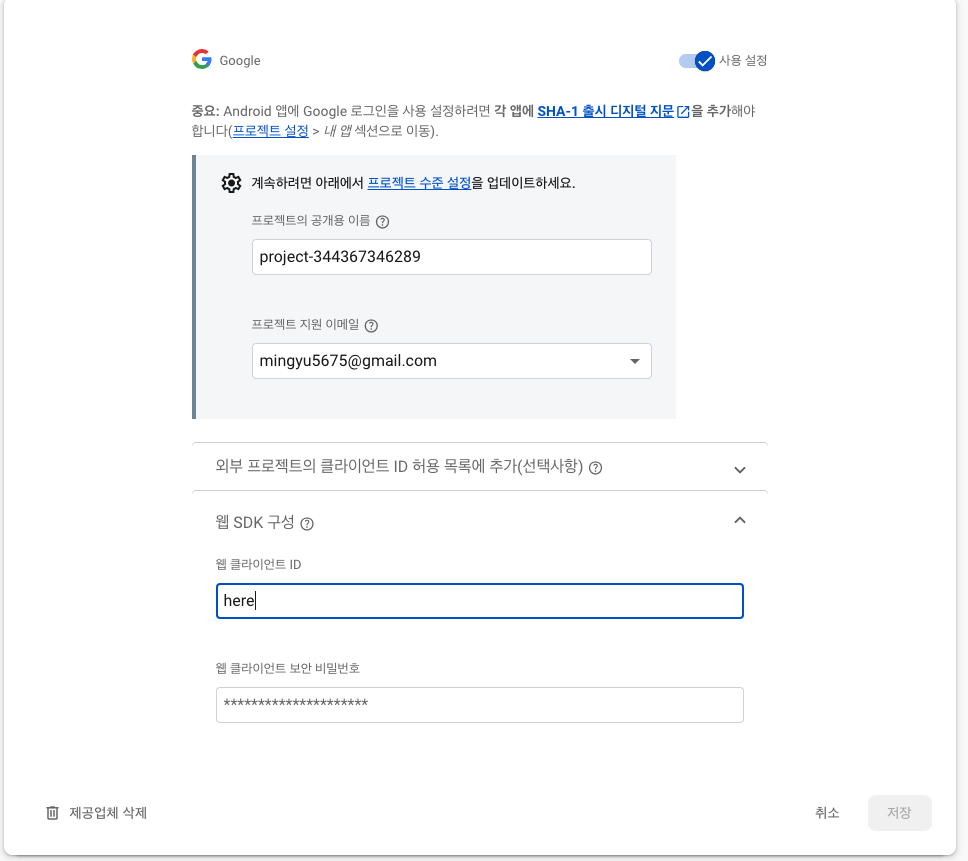 Google
사용 설정
중요: Android 앱에 Google 로그인을 사용 설정하려면 각 앱에 SHA-1 출시 디지털 지문을 추가해야
합니다(프로젝트 설정 > 내 앱 섹션으로 이동).
계속하려면 아래에서 프로젝트 수준 설정을 업데이트하세요.
프로젝트의 공개용 이름
project-344367346289
프로젝트 지원 이메일
mingyu5675@gmail.com
외부 프로젝트의 클라이언트 ID 허용 목록에 추가(선택사항)
웹 SDK 구성
웹 클라이언트 ID
here
웹 클라이언트 보안 비밀번호
*********************
제공업체 삭제
취소
저장